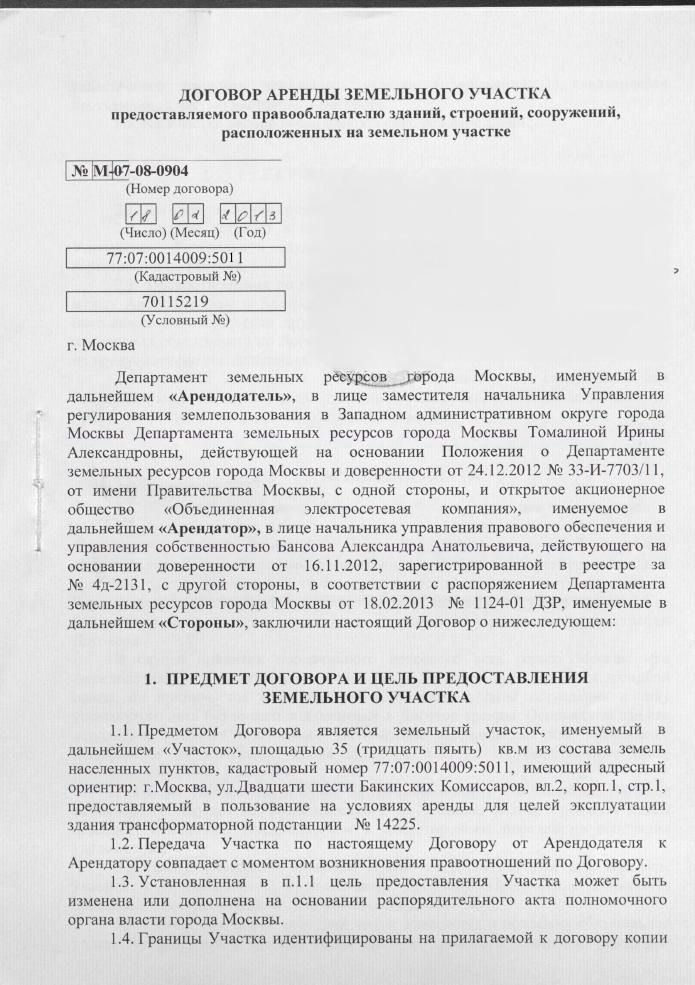 ДОГОВОР АРЕНДЫ ЗЕМЕЛЬНОГО УЧАСТКА
предоставляемого правообладателю зданий, строений, сооружений,
расположенных на земельном участке
№ М-07-08-0904
(Номер договора)
18 02 2013
(Число) (Месяц) (Год)
77:07:0014009:5011
(Кадастровый №)
70115219
(Условный №)
г. Москва
Департамент земельных ресурсов города Москвы, именуемый в
дальнейшем «Арендодатель», в лице заместителя начальника Управления
регулирования землепользования в Западном административном округе города
Москвы Департамента земельных ресурсов города Москвы Томалиной Ирины
Александровны, действующей на основании Положения о Департаменте
земельных ресурсов города Москвы и доверенности от 24.12.2012 № 33-И-7703/11,
от имени Правительства Москвы, с одной стороны, и открытое акционерное
общество «Объединенная электросетевая компания», именуемое в
дальнейшем «Арендатор», в лице начальника управления правового обеспечения и
управления собственностью Бансова Александра Анатольевича, действующего на
основании доверенности от 16.11.2012, зарегистрированной в реестре за
№ 4д-2131, с другой стороны, в соответствии с распоряжением Департамента
земельных ресурсов города Москвы от 18.02.2013 № 1124-01 ДЗР, именуемые в
дальнейшем «Стороны», заключили настоящий Договор о нижеследующем:
1. ПРЕДМЕТ ДОГОВОРА И ЦЕЛЬ ПРЕДОСТАВЛЕНИЯ
ЗЕМЕЛЬНОГО УЧАСТКА
1.1. Предметом Договора является земельный участок, именуемый в
дальнейшем «Участок», площадью 35 (тридцать пяыть) кв.м из состава земель
населенных пунктов, кадастровый номер 77:07:0014009:5011, имеющий адресный
ориентир: г.Москва, ул.Двадцати шести Бакинских Комиссаров, вл.2, корп.1, стр.1,
предоставляемый в пользование на условиях аренды для целей эксплуатации
здания трансформаторной подстанции № 14225.
1.2. Передача Участка по настоящему Договору от Арендодателя к
Арендатору совпадает с моментом возникновения правоотношений по Договору.
1.3. Установленная в п.1.1 цель предоставления Участка может быть
изменена или дополнена на основании распорядительного акта полномочного
органа власти города Москвы.
1.4. Границы Участка идентифицированы на прилагаемой к договору копии